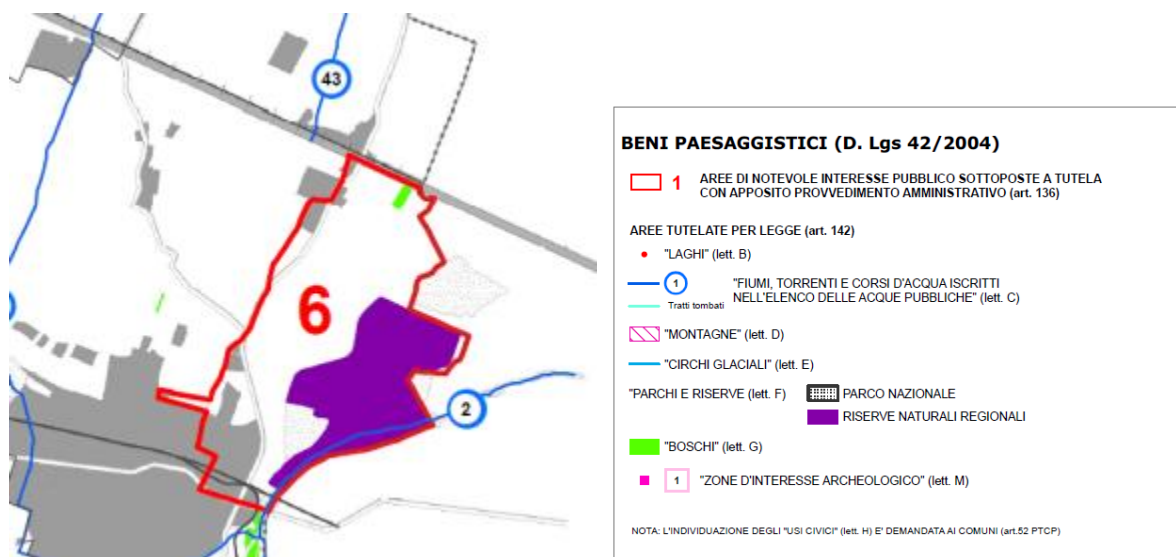 43
6
2
BENI PAESAGGISTICI (D. Lgs 42/2004)
1 AREE DI NOTEVOLE INTERESSE PUBBLICO SOTTOPOSTE A TUTELA
CON APPOSITO PROVVEDIMENTO AMMINISTRATIVO (art. 136)
AREE TUTELATE PER LEGGE (art. 142)
"LAGHI" (lett. B)
1 "FIUMI, TORRENTI E CORSI D'ACQUA ISCRITTI
NELL'ELENCO DELLE ACQUE PUBBLICHE" (lett. C)
Tratti tombati
"MONTAGNE" (lett. D)
"CIRCHI GLACIALI" (lett. E)
"PARCHI E RISERVE (lett. F) PARCO NAZIONALE
RISERVE NATURALI REGIONALI
"BOSCHI" (lett. G)
1 "ZONE D'INTERESSE ARCHEOLOGICO" (lett. M)
NOTA: L'INDIVIDUAZIONE DEGLI "USI CIVICI" (lett. H) E' DEMANDATA AI COMUNI (art.52 PTCP)